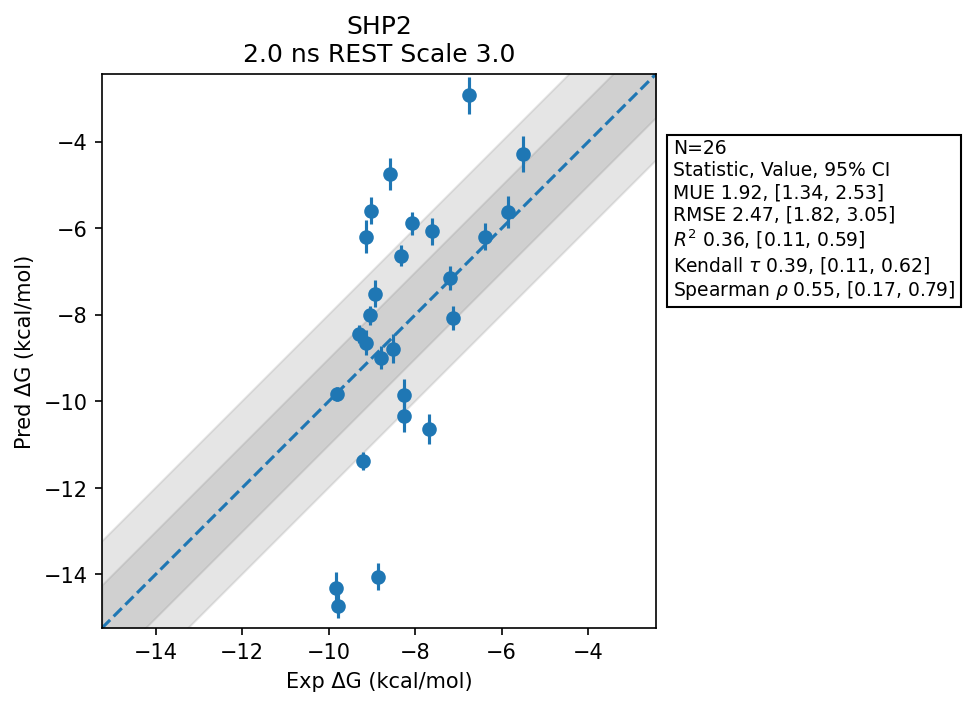 SHP2
2.0 ns REST Scale 3.0
Pred ΔG (kcal/mol)
−4
−6
−8
−10
−12
−14
−14
−12
−10
−8
−6
−4
Exp ΔG (kcal/mol)
N=26
Statistic, Value, 95% CI
MUE 1.92, [1.34, 2.53]
RMSE 2.47, [1.82, 3.05]
R² 0.36, [0.11, 0.59]
Kendall τ 0.39, [0.11, 0.62]
Spearman ρ 0.55, [0.17, 0.79]